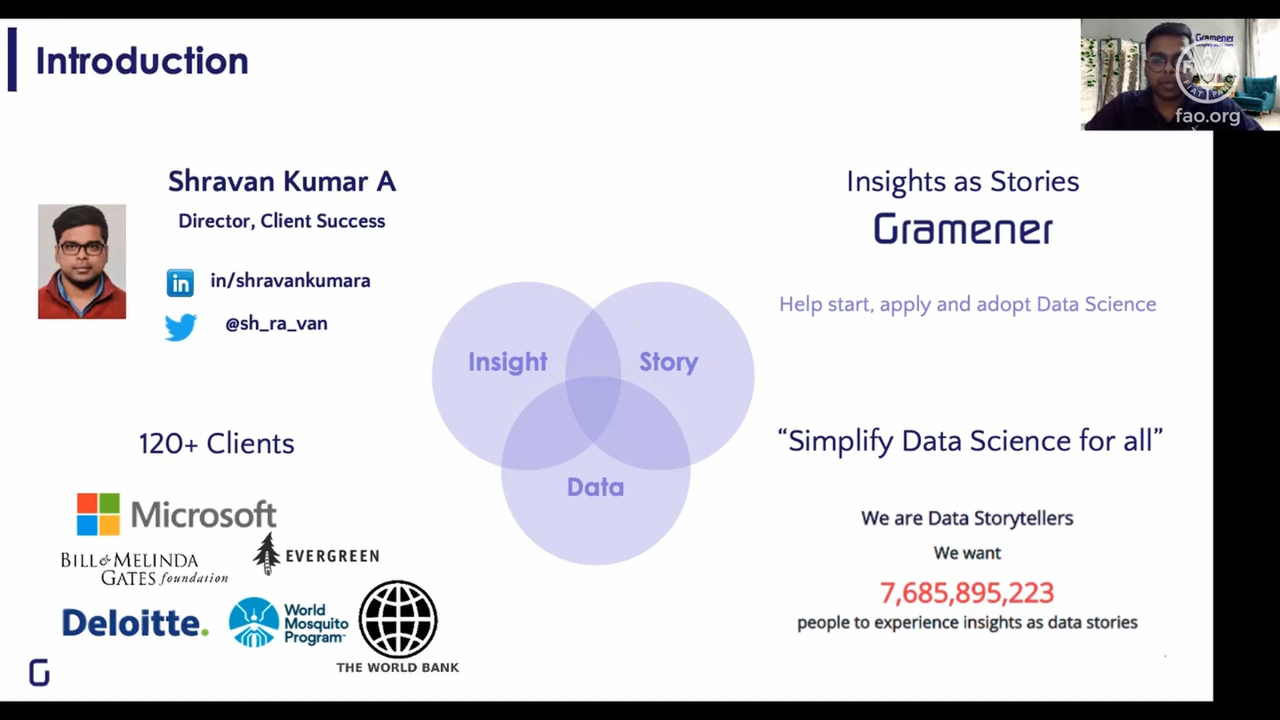 Introduction
Gramener
fao.org
Shravan Kumar A
Director, Client Success
in/shravankumara
@sh_ra_van
Insights as Stories
Gramener
Help start, apply and adopt Data Science
Insight
Story
Data
120+ Clients
Microsoft
BILL & MELINDA
GATES foundation
EVERGREEN
Deloitte.
World
Mosquito
Program™
THE WORLD BANK
“Simplify Data Science for all”
We are Data Storytellers
We want
7,685,895,223
people to experience insights as data stories